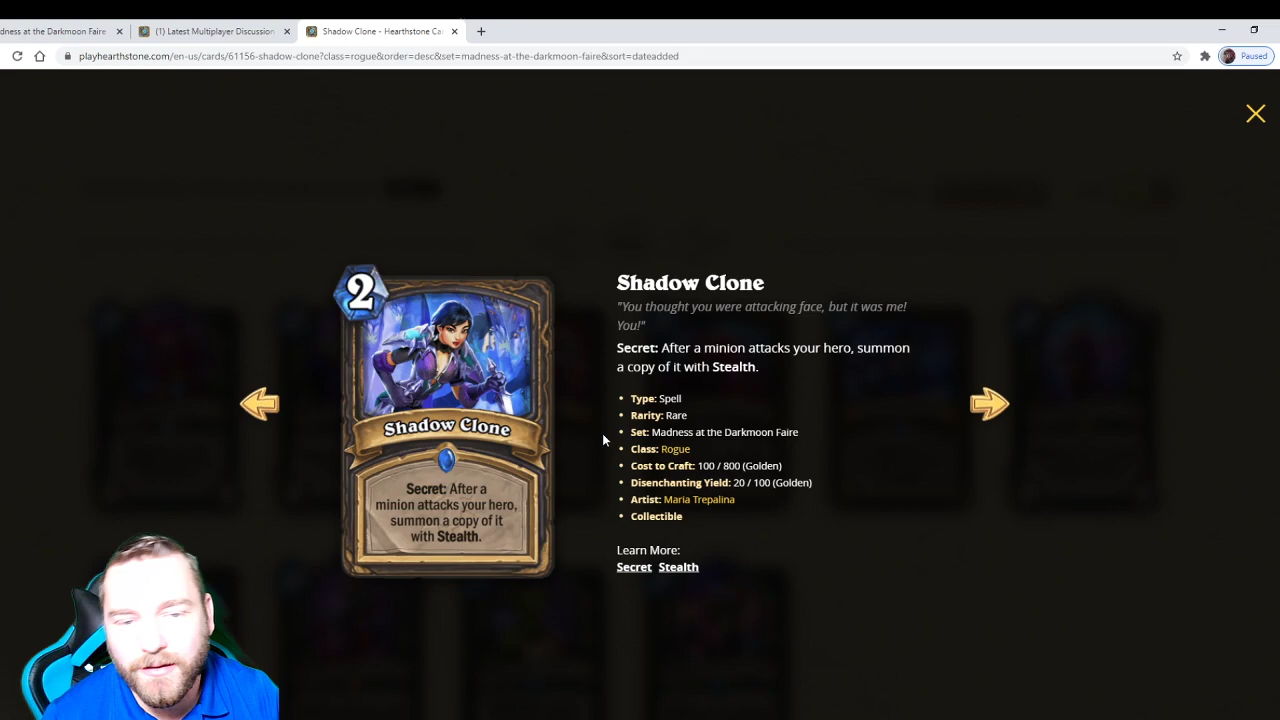 dness at the Darkmoon Faire
(1) Latest Multiplayer Discussion
Shadow Clone - Hearthstone Ca
playhearthstone.com/en-us/cards/61156-shadow-clone?class=rogue&order=desc&set=madness-at-the-darkmoon-faire&sort=dateadded
Paused
2
Shadow Clone
Secret: After a
minion attacks your hero,
summon a copy of it
with Stealth.
Shadow Clone
"You thought you were attacking face, but it was me!
You!"
Secret: After a minion attacks your hero, summon
a copy of it with Stealth.
• Type: Spell
• Rarity: Rare
• Set: Madness at the Darkmoon Faire
• Class: Rogue
• Cost to Craft: 100 / 800 (Golden)
• Disenchanting Yield: 20 / 100 (Golden)
• Artist: Maria Trepalina
• Collectible
Learn More:
Secret Stealth